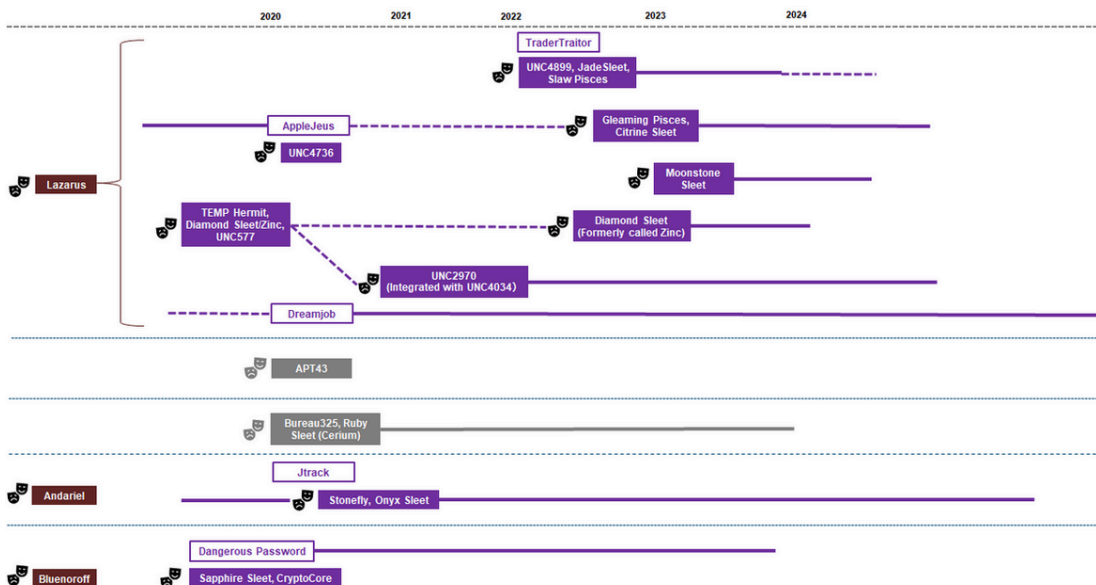 2020 2021 2022 2023 2024
TraderTraitor
UNC4899, JadeSleet,
Slaw Pisces
AppleJeus
Gleaming Pisces,
Citrine Sleet
UNC4736
Lazarus
Moonstone
Sleet
TEMP Hermit,
Diamond Sleet/Zinc,
UNC577
Diamond Sleet
(Formerly called Zinc)
UNC2970
(Integrated with UNC4034)
Dreamjob
APT43
Bureau325, Ruby
Sleet (Cerium)
Jtrack
Andariel
Stonefly, Onyx Sleet
Dangerous Password
Bluenoroff
Sapphire Sleet, CryptoCore